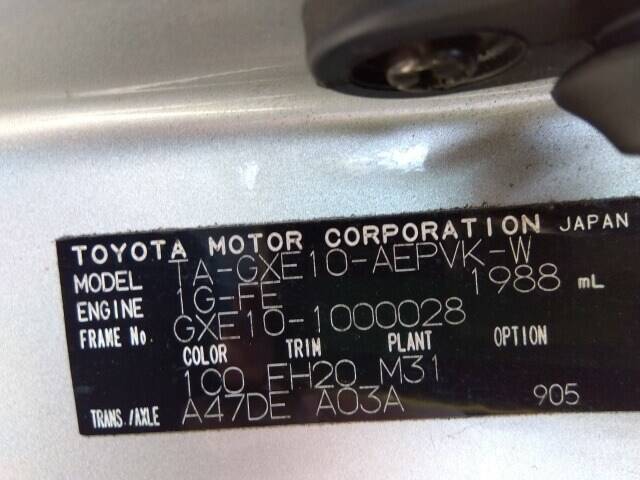 TOYOTA MOTOR CORPORATION JAPAN
MODEL TA-GXE10-AEPVK-W
ENGINE 1G-FE 1988 mL
FRAME No. GXE10-1000028
COLOR TRIM PLANT OPTION
1C0 FH20 M31
TRANS./AXLE A47DE A03A 905